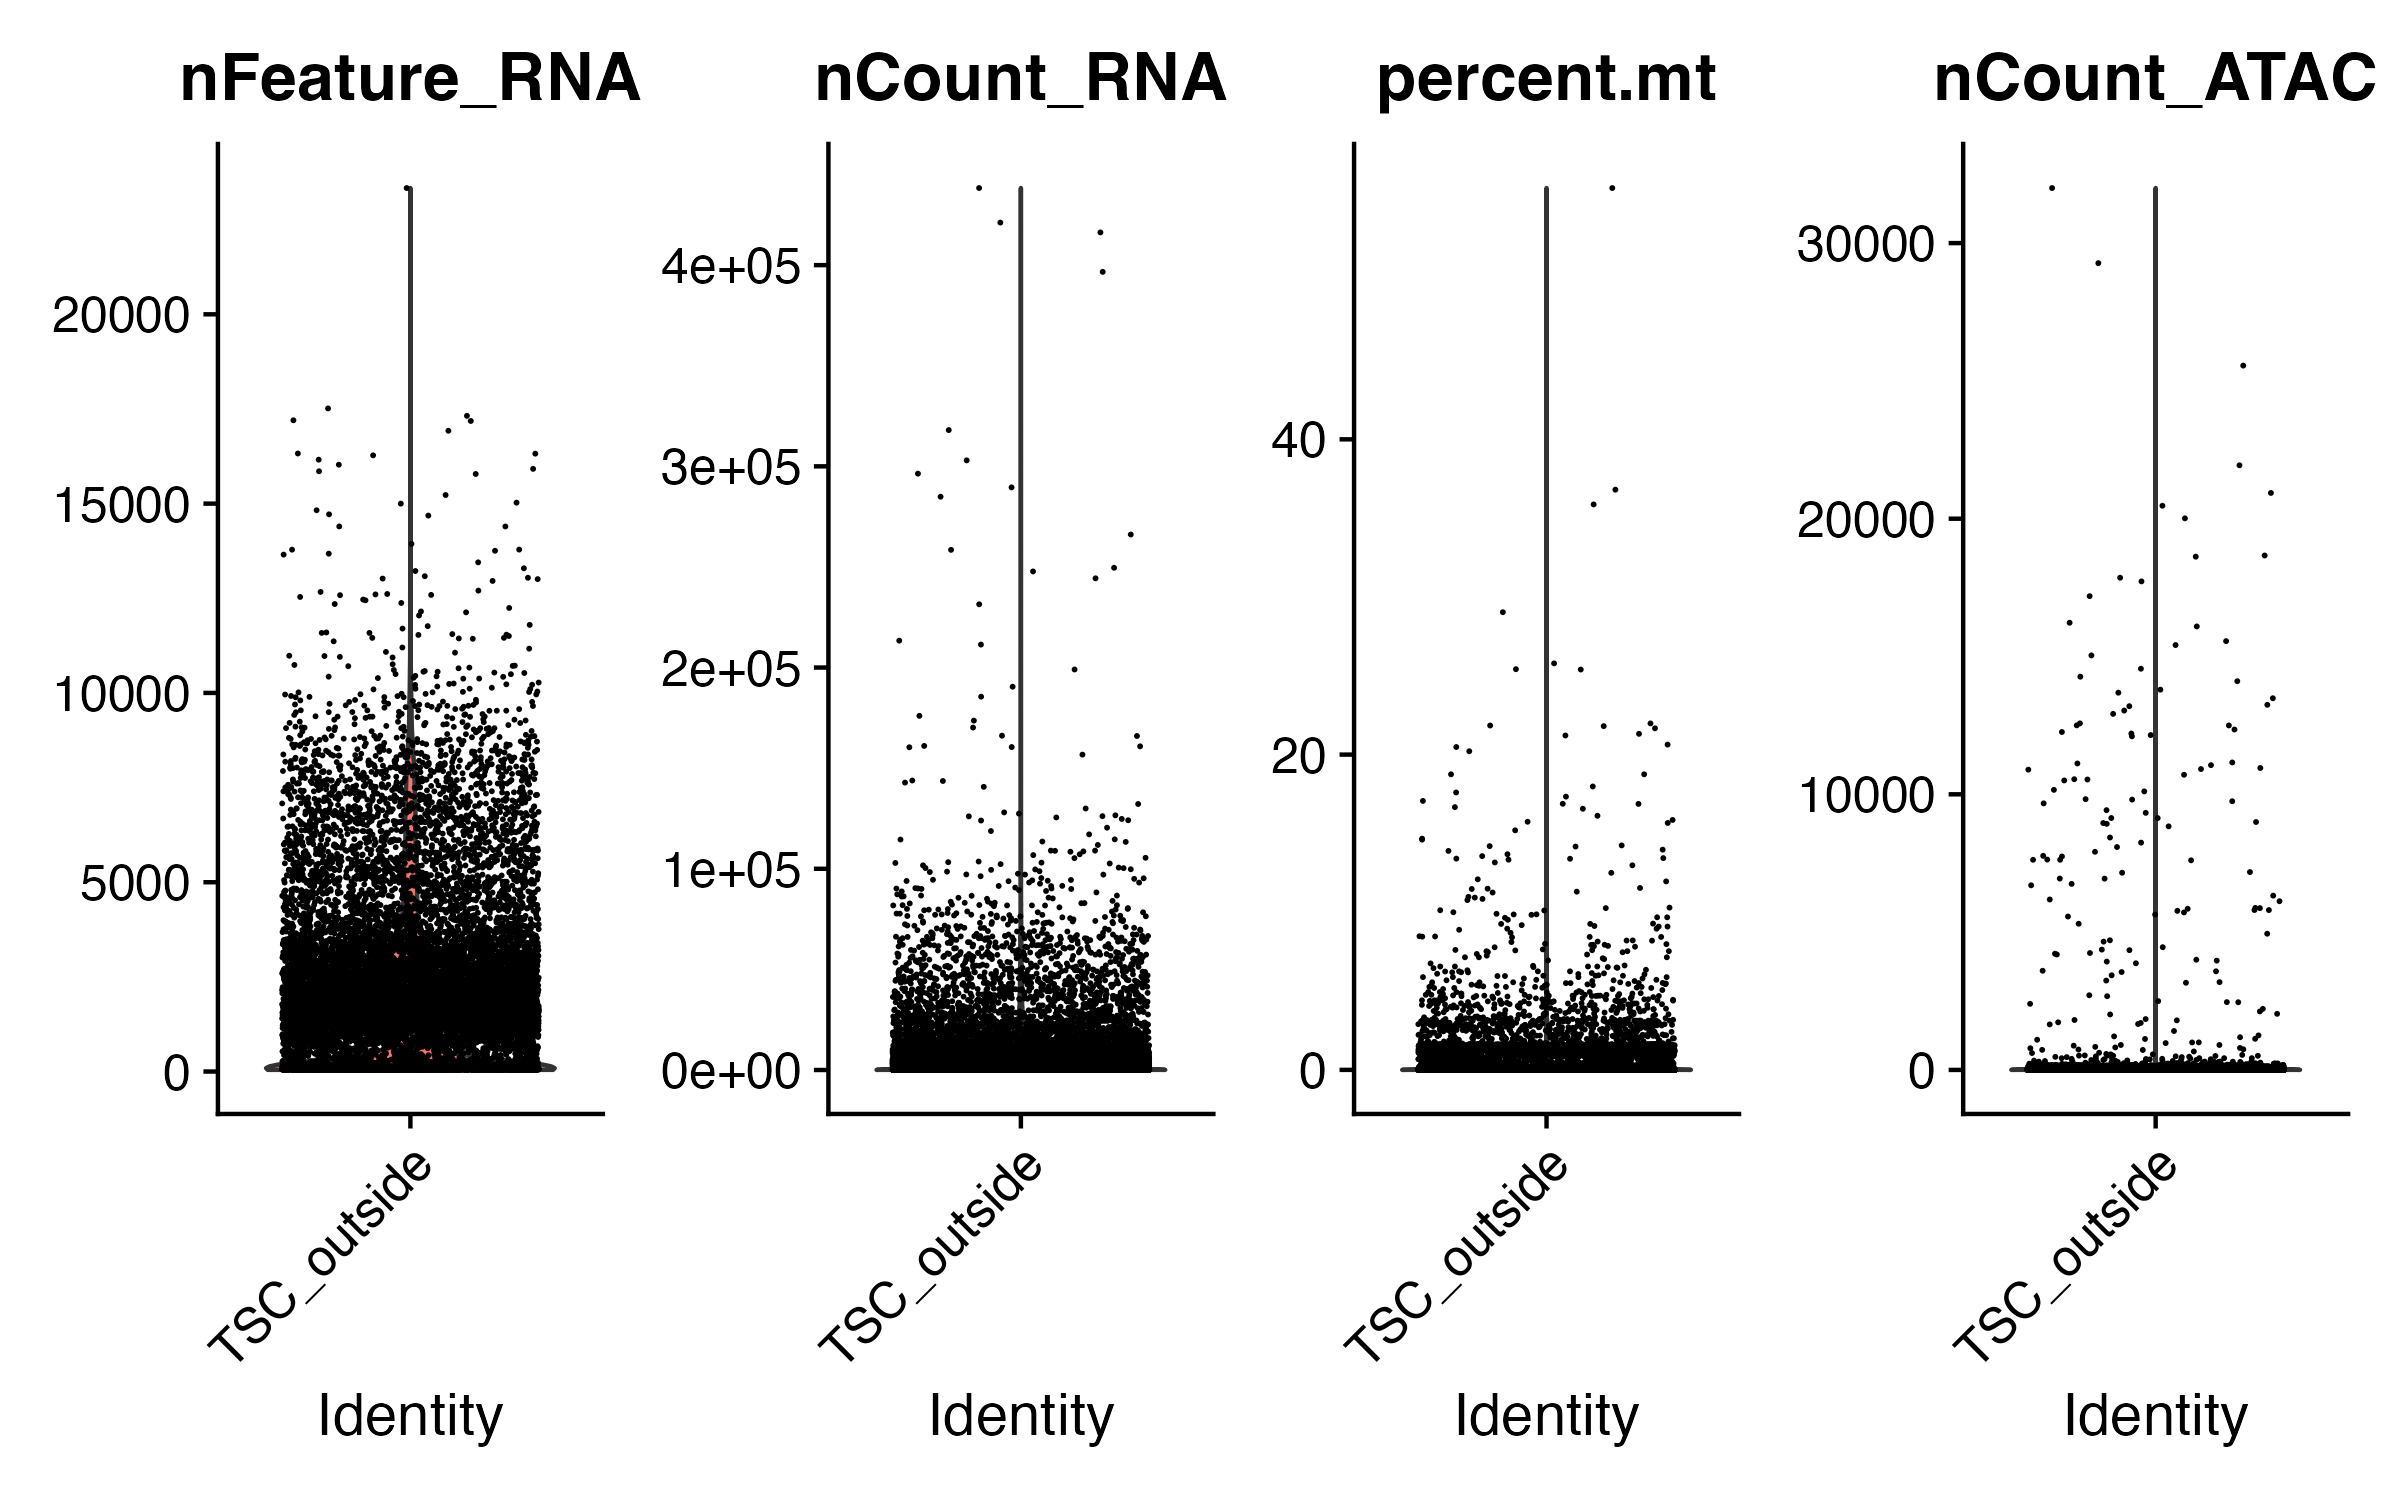 nFeature_RNA
20000
15000
10000
5000
0
TSC_outside
Identity
nCount_RNA
4e+05
3e+05
2e+05
1e+05
0e+00
TSC_outside
Identity
percent.mt
40
20
0
TSC_outside
Identity
nCount_ATAC
30000
20000
10000
0
TSC_outside
Identity